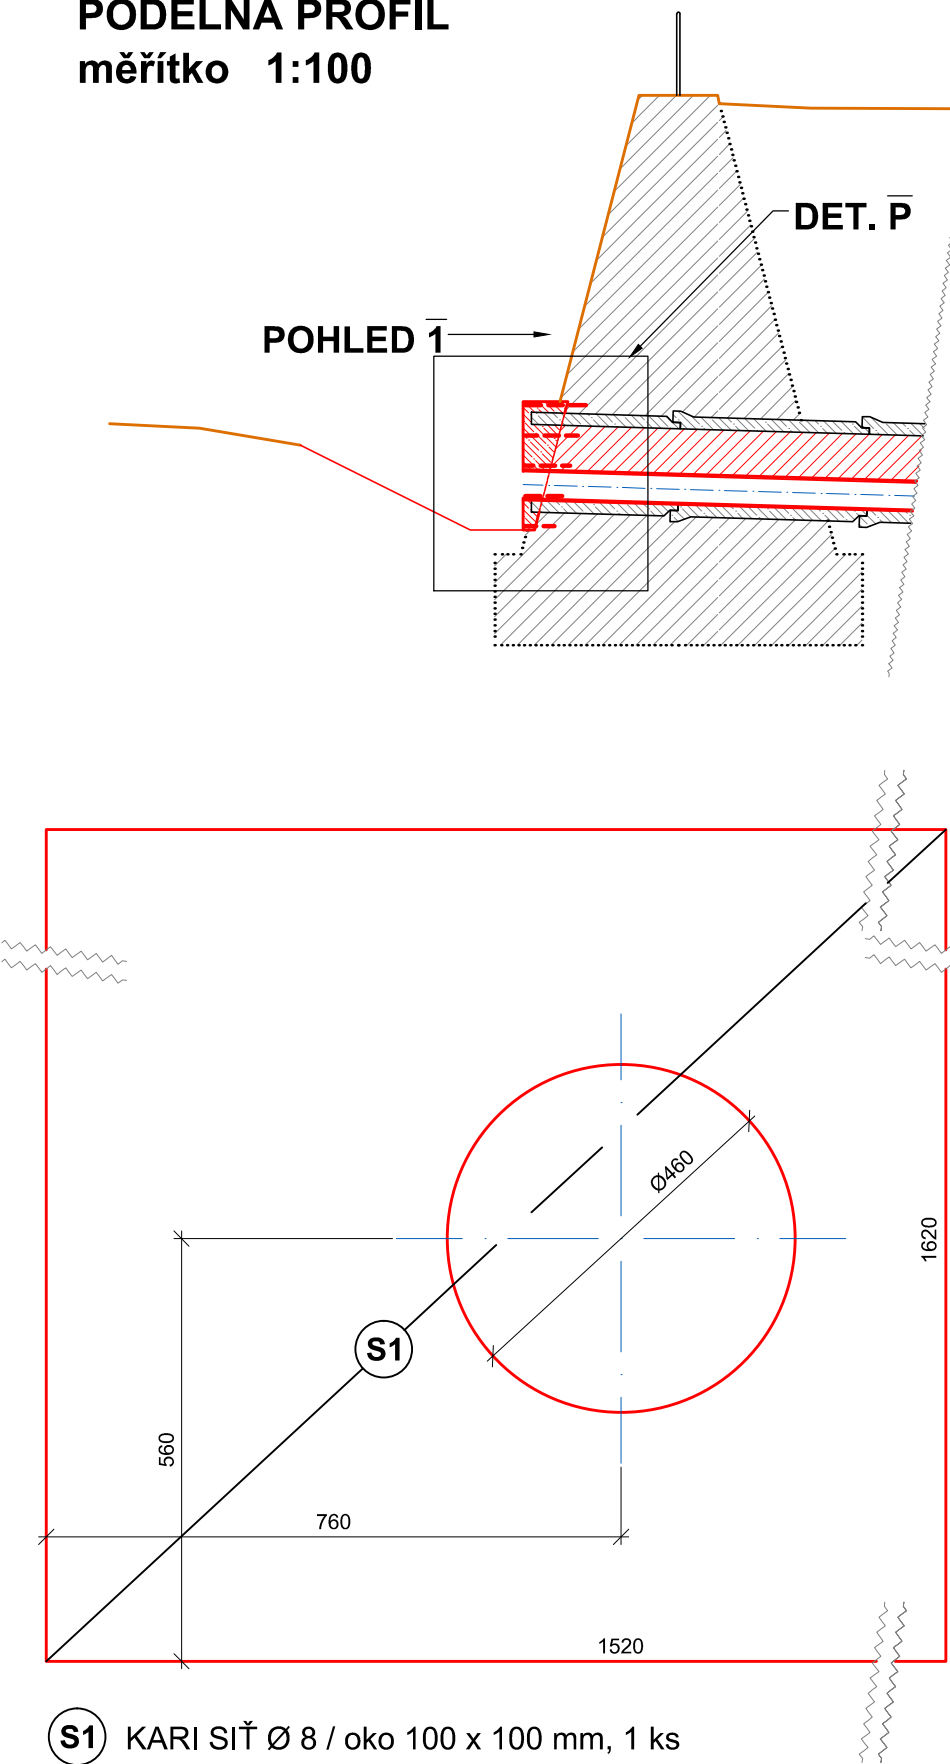 PODELNA PROFIL
měřítko 1:100
DET. P̅
POHLED 1̅
Ø460
1620
S1
560
760
1520
S1 KARI SIŤ Ø 8 / oko 100 x 100 mm, 1 ks